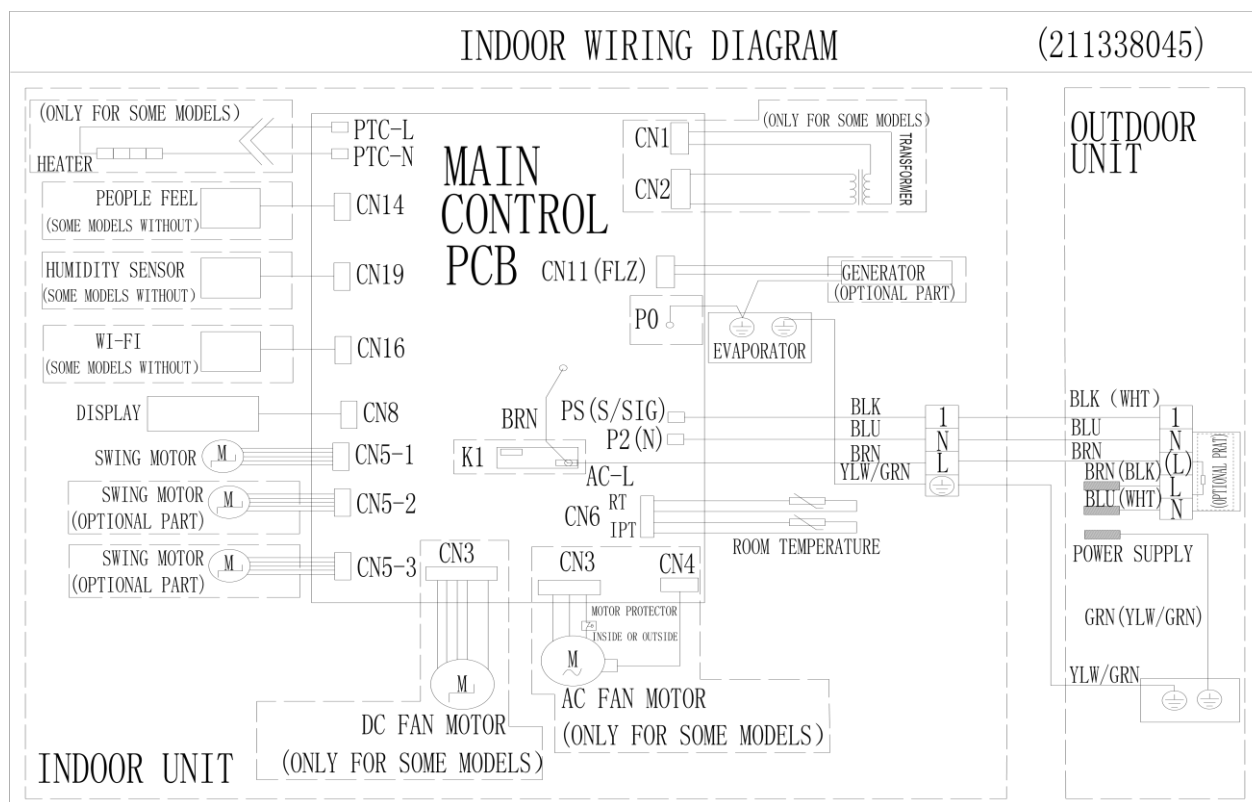 INDOOR WIRING DIAGRAM (211338045)
(ONLY FOR SOME MODELS)
HEATER
PTC-L
PTC-N
PEOPLE FEEL
(SOME MODELS WITHOUT)
CN14
HUMIDITY SENSOR
(SOME MODELS WITHOUT)
CN19
WI-FI
(SOME MODELS WITHOUT)
CN16
DISPLAY
CN8
SWING MOTOR
M
CN5-1
SWING MOTOR
(OPTIONAL PART)
M
CN5-2
SWING MOTOR
(OPTIONAL PART)
M
CN5-3
MAIN
CONTROL
PCB
CN1
(ONLY FOR SOME MODELS)
CN2
TRANSFORMER
CN11(FLZ)
GENERATOR
(OPTIONAL PART)
P0
EVAPORATOR
BRN
K1
AC-L
PS(S/SIG)
P2(N)
BLK
BLU
BRN
YLW/GRN
1
N
L
CN6
RT
IPT
ROOM TEMPERATURE
CN3
M
DC FAN MOTOR
(ONLY FOR SOME MODELS)
CN3
CN4
MOTOR PROTECTOR
INSIDE OR OUTSIDE
M
AC FAN MOTOR
(ONLY FOR SOME MODELS)
INDOOR UNIT
OUTDOOR
UNIT
BLK (WHT)
BLU
BRN
BRN(BLK)
BLU(WHT)
1
N
(L)
L
N
(OPTIONAL PRAT)
POWER SUPPLY
GRN(YLW/GRN)
YLW/GRN